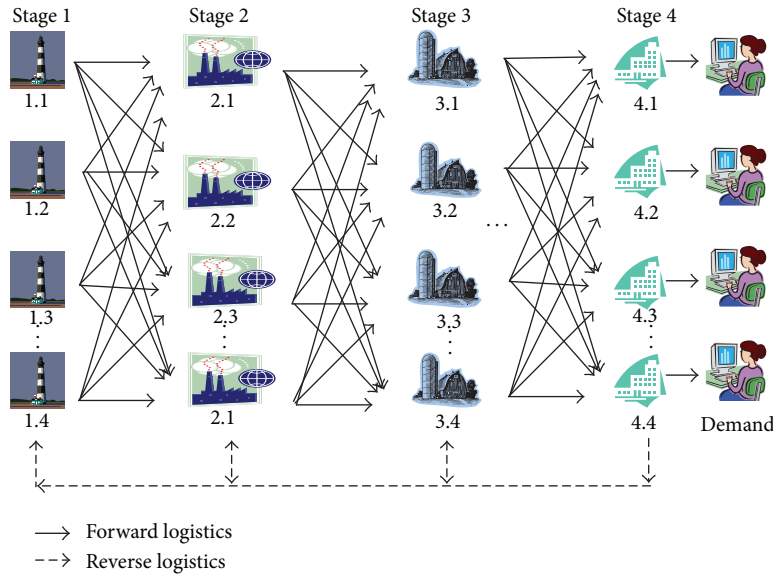 Stage 1 Stage 2 Stage 3 Stage 4
1.1 2.1 3.1 4.1
1.2 2.2 3.2 4.2
...
1.3 2.3 3.3 4.3
⋮ ⋮ ⋮ ⋮
1.4 2.1 3.4 4.4 Demand
Forward logistics
Reverse logistics